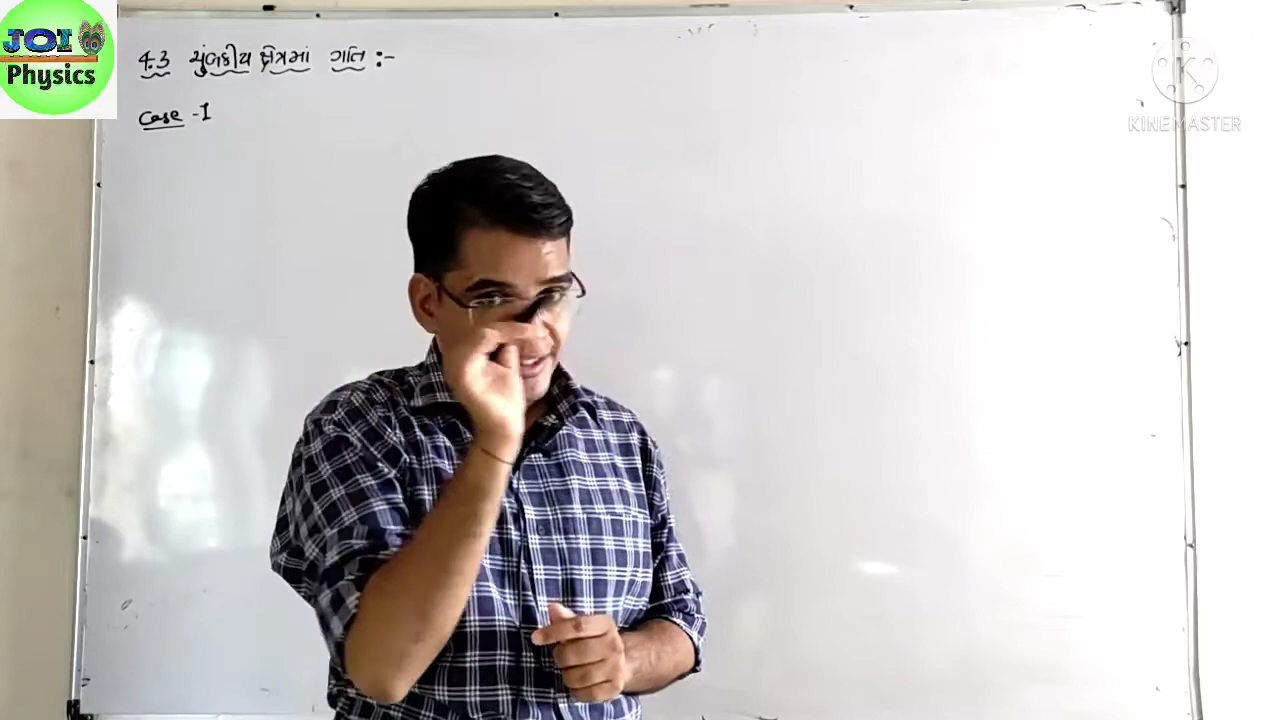 JOI
Physics
4.3 ચુંબકીય ક્ષેત્રમાં ગતિ :-
Case - I
K
KINEMASTER